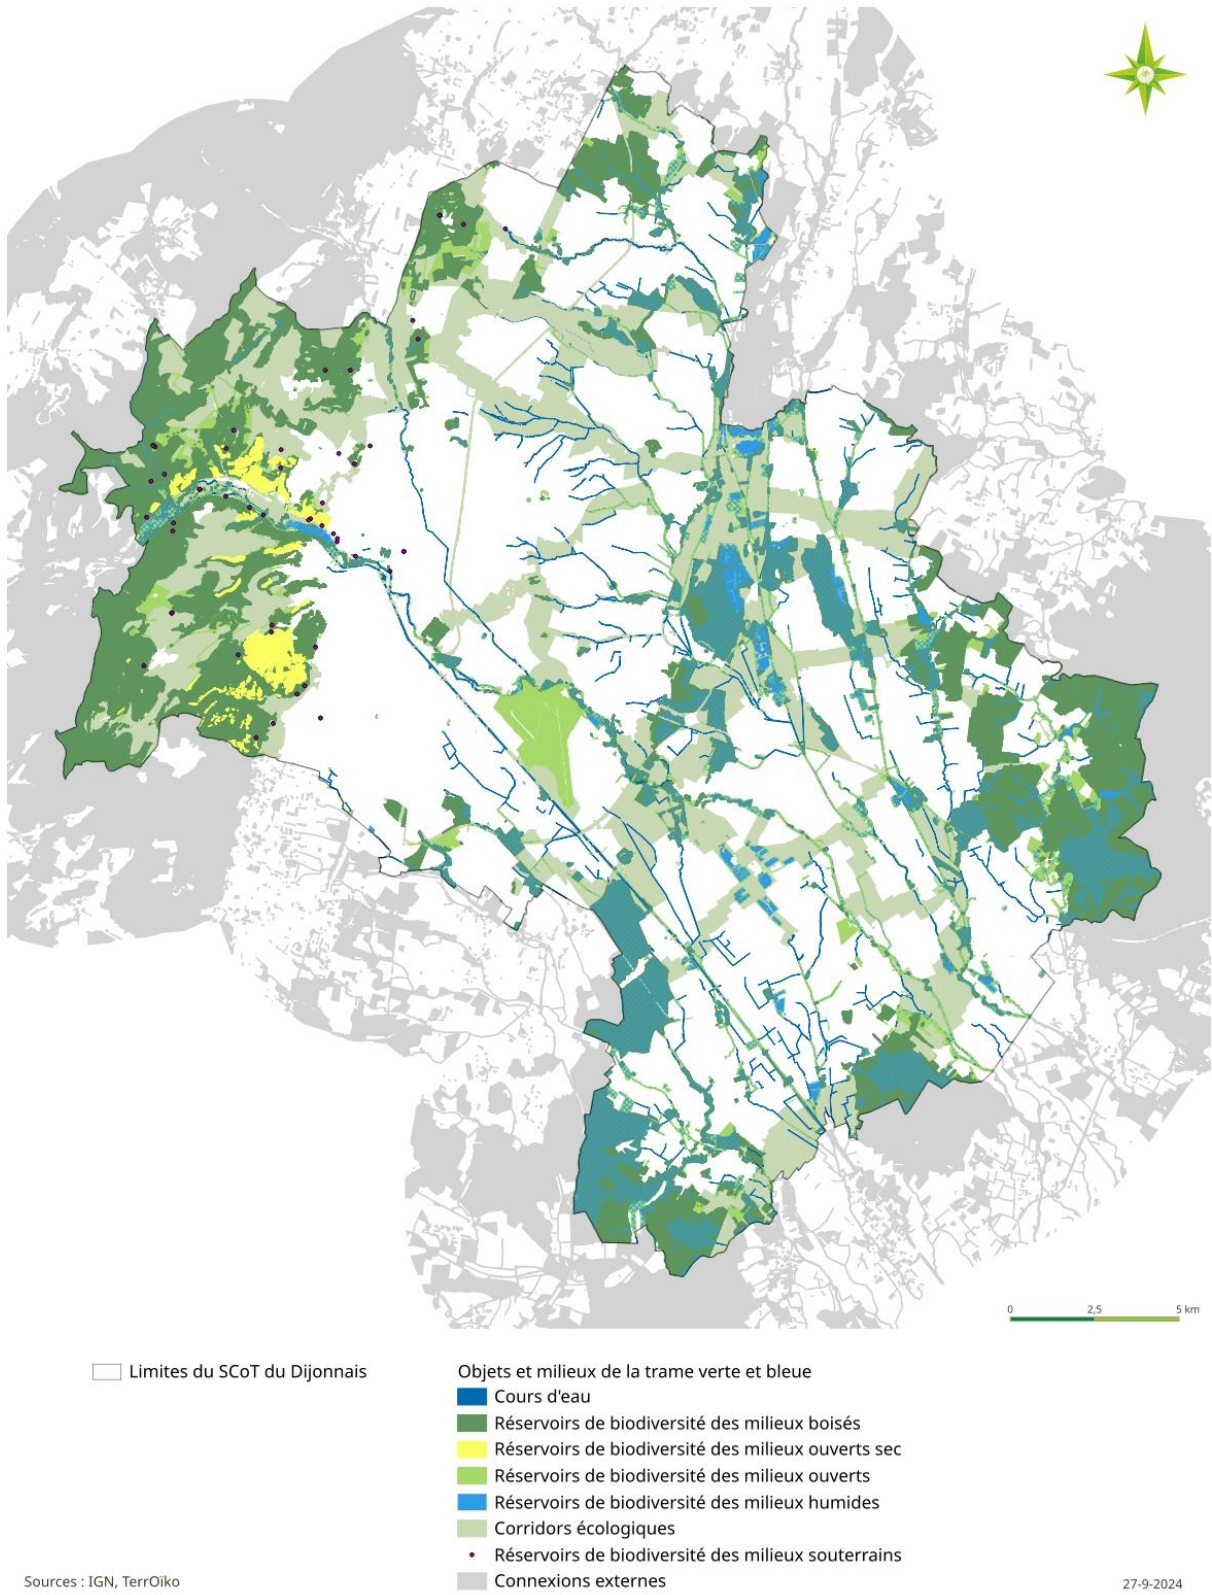 0 2,5 5 km
Limites du SCoT du Dijonnais
Objets et milieux de la trame verte et bleue
Cours d'eau
Réservoirs de biodiversité des milieux boisés
Réservoirs de biodiversité des milieux ouverts sec
Réservoirs de biodiversité des milieux ouverts
Réservoirs de biodiversité des milieux humides
Corridors écologiques
Réservoirs de biodiversité des milieux souterrains
Connexions externes
Sources : IGN, TerrOïko
27-9-2024